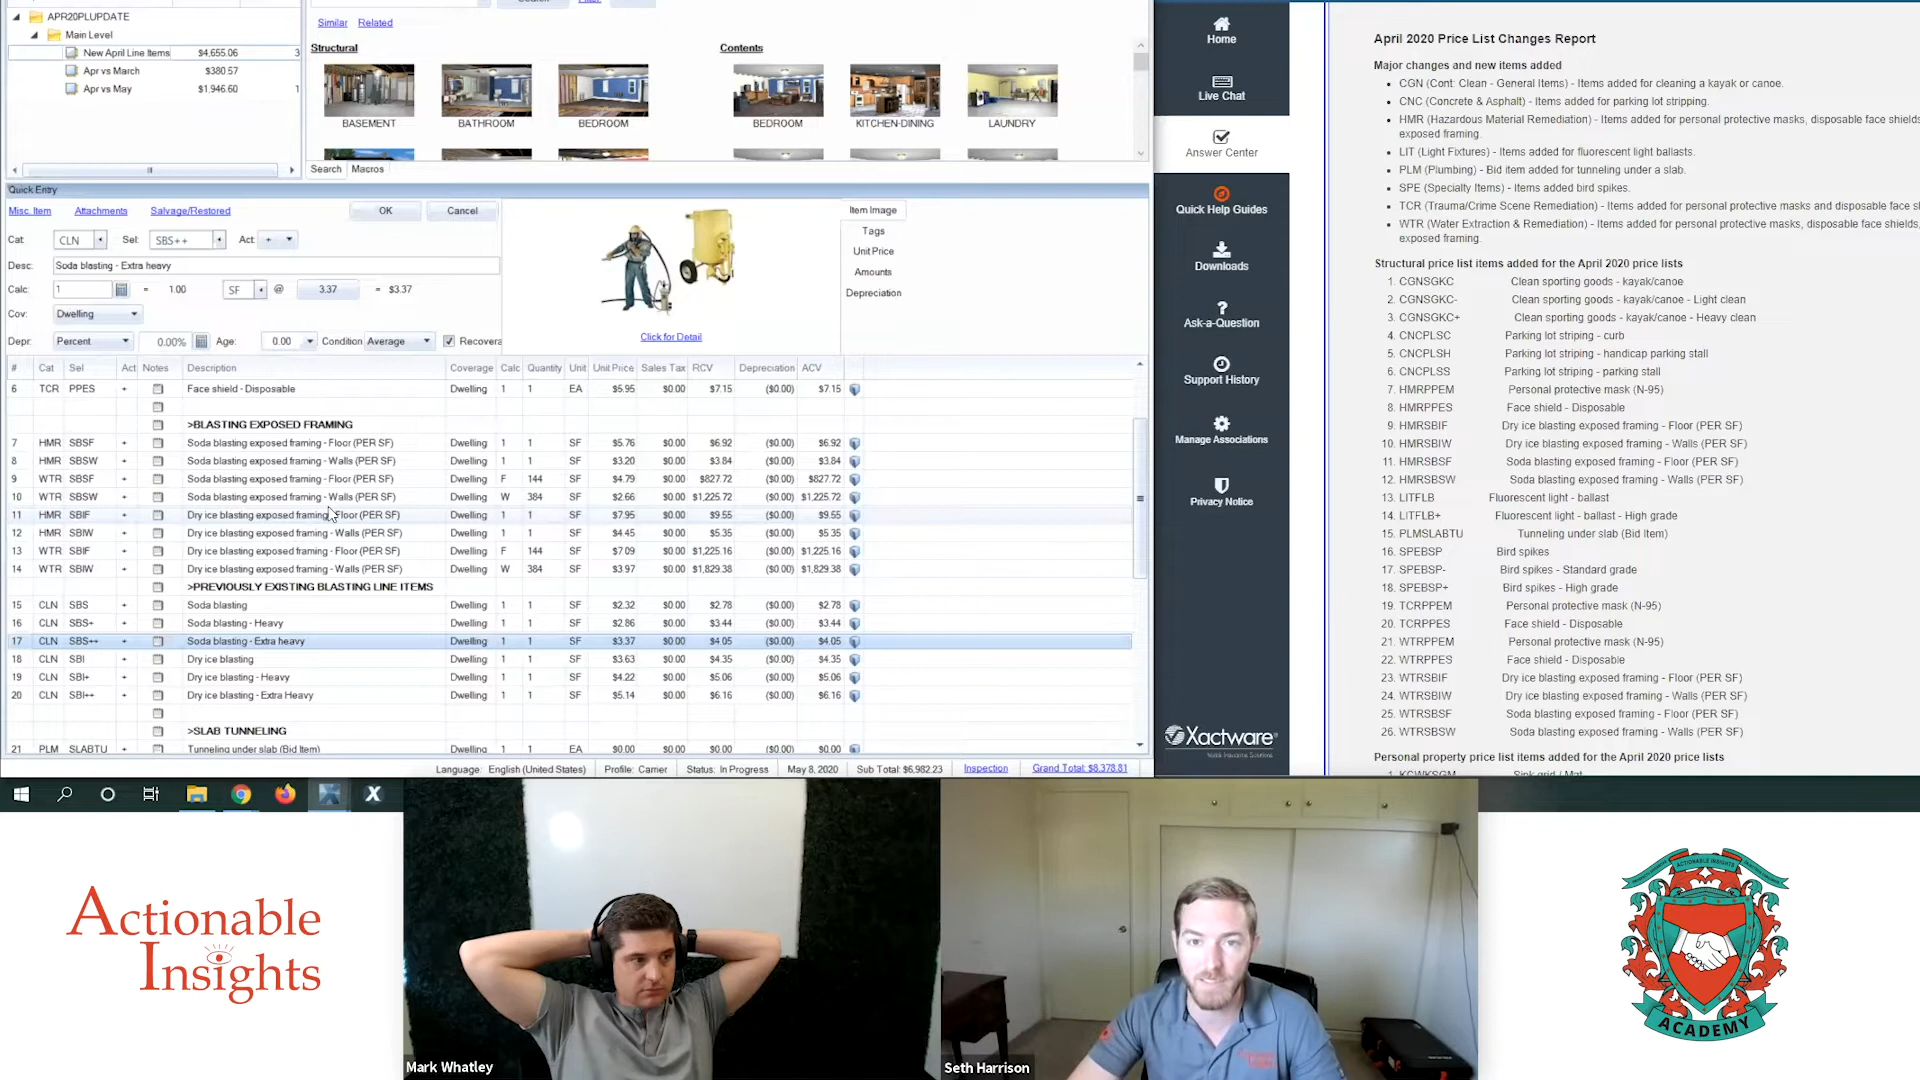 APR20PLUPDATE
Main Level
New April Line Items $4,655.06 3
Apr vs March $380.57
Apr vs May $1,946.60 1
Similar Related
Structural
Contents
BASEMENT BATHROOM BEDROOM
BEDROOM KITCHEN-DINING LAUNDRY
Search Macros
Quick Entry
Misc. Item Attachments Salvage/Restored OK Cancel
Cat: CLN Sel: SBS++ Act: +
Desc: Soda blasting - Extra heavy
Calc: 1 = 1.00 SF @ 3.37 = $3.37
Cov: Dwelling
Depr: Percent 0.00% Age: 0.00 Condition Average Recovera
Click for Detail
Item Image
Tags
Unit Price
Amounts
Depreciation
# Cat Sel Act Notes Description Coverage Calc Quantity Unit Unit Price Sales Tax RCV Depreciation ACV
6 TCR PPES + Face shield - Disposable Dwelling 1 1 EA $5.95 $0.00 $7.15 ($0.00) $7.15
>BLASTING EXPOSED FRAMING
7 HMR SBSF + Soda blasting exposed framing - Floor (PER SF) Dwelling 1 1 SF $5.76 $0.00 $6.92 ($0.00) $6.92
8 HMR SBSW + Soda blasting exposed framing - Walls (PER SF) Dwelling 1 1 SF $3.20 $0.00 $3.84 ($0.00) $3.84
9 WTR SBSF + Soda blasting exposed framing - Floor (PER SF) Dwelling F 144 SF $4.79 $0.00 $827.72 ($0.00) $827.72
10 WTR SBSW + Soda blasting exposed framing - Walls (PER SF) Dwelling W 384 SF $2.66 $0.00 $1,225.72 ($0.00) $1,225.72
11 HMR SBIF + Dry ice blasting exposed framing - Floor (PER SF) Dwelling 1 1 SF $7.95 $0.00 $9.55 ($0.00) $9.55
12 HMR SBIW + Dry ice blasting exposed framing - Walls (PER SF) Dwelling 1 1 SF $4.45 $0.00 $5.35 ($0.00) $5.35
13 WTR SBIF + Dry ice blasting exposed framing - Floor (PER SF) Dwelling F 144 SF $7.09 $0.00 $1,225.16 ($0.00) $1,225.16
14 WTR SBIW + Dry ice blasting exposed framing - Walls (PER SF) Dwelling W 384 SF $3.97 $0.00 $1,829.38 ($0.00) $1,829.38
>PREVIOUSLY EXISTING BLASTING LINE ITEMS
15 CLN SBS + Soda blasting Dwelling 1 1 SF $2.32 $0.00 $2.78 ($0.00) $2.78
16 CLN SBS+ + Soda blasting - Heavy Dwelling 1 1 SF $2.86 $0.00 $3.44 ($0.00) $3.44
17 CLN SBS++ + Soda blasting - Extra heavy Dwelling 1 1 SF $3.37 $0.00 $4.05 ($0.00) $4.05
18 CLN SBI + Dry ice blasting Dwelling 1 1 SF $3.63 $0.00 $4.35 ($0.00) $4.35
19 CLN SBI+ + Dry ice blasting - Heavy Dwelling 1 1 SF $4.22 $0.00 $5.06 ($0.00) $5.06
20 CLN SBI++ + Dry ice blasting - Extra Heavy Dwelling 1 1 SF $5.14 $0.00 $6.16 ($0.00) $6.16
>SLAB TUNNELING
21 PLM SLABTU + Tunneling under slab (Bid Item) Dwelling 1 1 EA $0.00 $0.00 $0.00 ($0.00) $0.00
Language: English (United States) Profile: Carrier Status: In Progress May 8, 2020 Sub Total: $6,982.23 Inspection Grand Total: $8,378.81
Home
Live Chat
Answer Center
Quick Help Guides
Downloads
Ask-a-Question
Support History
Manage Associations
Privacy Notice
Xactware
April 2020 Price List Changes Report
Major changes and new items added
• CGN (Cont: Clean - General Items) - Items added for cleaning a kayak or canoe.
• CNC (Concrete & Asphalt) - Items added for parking lot stripping.
• HMR (Hazardous Material Remediation) - Items added for personal protective masks, disposable face shields
exposed framing.
• LIT (Light Fixtures) - Items added for fluorescent light ballasts.
• PLM (Plumbing) - Bid item added for tunneling under a slab.
• SPE (Specialty Items) - Items added bird spikes.
• TCR (Trauma/Crime Scene Remediation) - Items added for personal protective masks and disposable face sh
• WTR (Water Extraction & Remediation) - Items added for personal protective masks, disposable face shields,
exposed framing.
Structural price list items added for the April 2020 price lists
1. CGNSGKC Clean sporting goods - kayak/canoe
2. CGNSGKC- Clean sporting goods - kayak/canoe - Light clean
3. CGNSGKC+ Clean sporting goods - kayak/canoe - Heavy clean
4. CNCPLSC Parking lot striping - curb
5. CNCPLSH Parking lot striping - handicap parking stall
6. CNCPLSS Parking lot striping - parking stall
7. HMRPPEM Personal protective mask (N-95)
8. HMRPPES Face shield - Disposable
9. HMRSBIF Dry ice blasting exposed framing - Floor (PER SF)
10. HMRSBIW Dry ice blasting exposed framing - Walls (PER SF)
11. HMRSBSF Soda blasting exposed framing - Floor (PER SF)
12. HMRSBSW Soda blasting exposed framing - Walls (PER SF)
13. LITFLB Fluorescent light - ballast
14. LITFLB+ Fluorescent light - ballast - High grade
15. PLMSLABTU Tunneling under slab (Bid Item)
16. SPEBSP Bird spikes
17. SPEBSP- Bird spikes - Standard grade
18. SPEBSP+ Bird spikes - High grade
19. TCRPPEM Personal protective mask (N-95)
20. TCRPPES Face shield - Disposable
21. WTRPPEM Personal protective mask (N-95)
22. WTRPPES Face shield - Disposable
23. WTRSBIF Dry ice blasting exposed framing - Floor (PER SF)
24. WTRSBIW Dry ice blasting exposed framing - Walls (PER SF)
25. WTRSBSF Soda blasting exposed framing - Floor (PER SF)
26. WTRSBSW Soda blasting exposed framing - Walls (PER SF)
Personal property price list items added for the April 2020 price lists
Actionable
Insights
Mark Whatley
Seth Harrison
ACADEMY